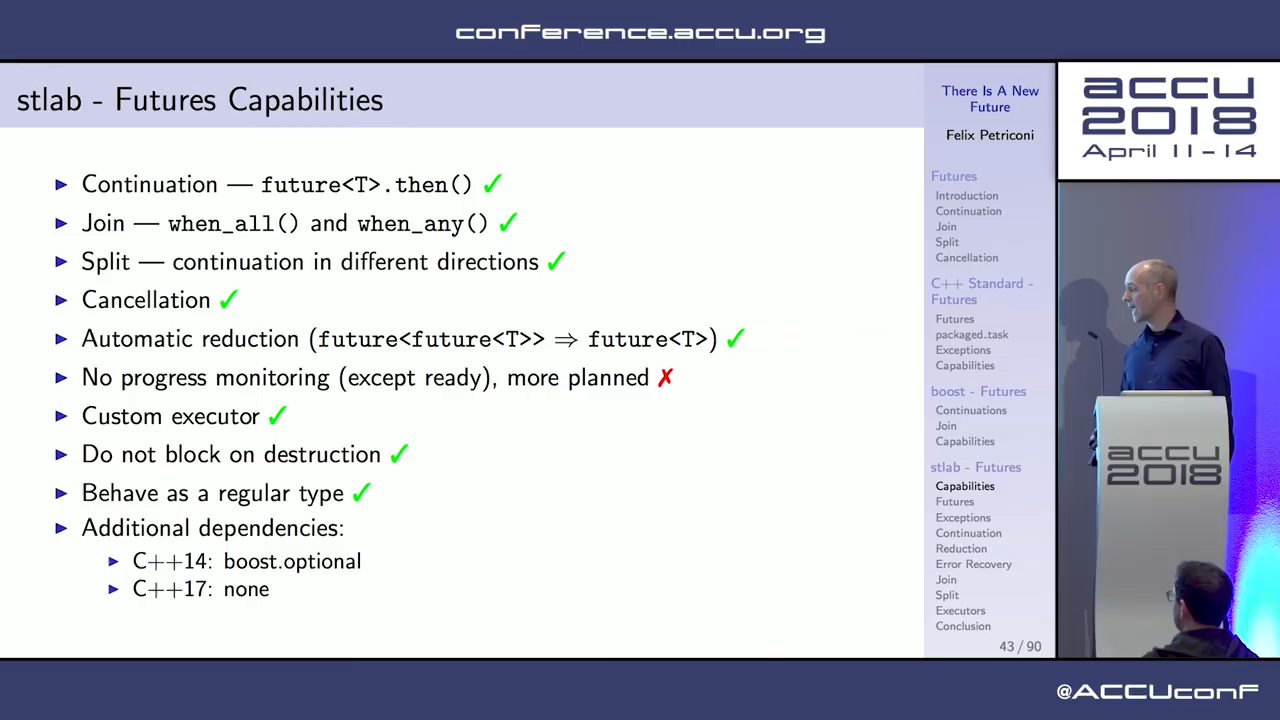 conference.accu.org
stlab - Futures Capabilities
▶ Continuation — future<T>.then() ✓
▶ Join — when_all() and when_any() ✓
▶ Split — continuation in different directions ✓
▶ Cancellation ✓
▶ Automatic reduction (future<future<T>> ⇒ future<T>) ✓
▶ No progress monitoring (except ready), more planned ✗
▶ Custom executor ✓
▶ Do not block on destruction ✓
▶ Behave as a regular type ✓
▶ Additional dependencies:
▶ C++14: boost.optional
▶ C++17: none
There Is A New
Future
Felix Petriconi
Futures
Introduction
Continuation
Join
Split
Cancellation
C++ Standard -
Futures
Futures
packaged_task
Exceptions
Capabilities
boost - Futures
Continuations
Join
Capabilities
stlab - Futures
Capabilities
Futures
Exceptions
Continuation
Reduction
Error Recovery
Join
Split
Executors
Conclusion
43 / 90
accu
2018
April 11-14
accu
2018
@ACCUconf